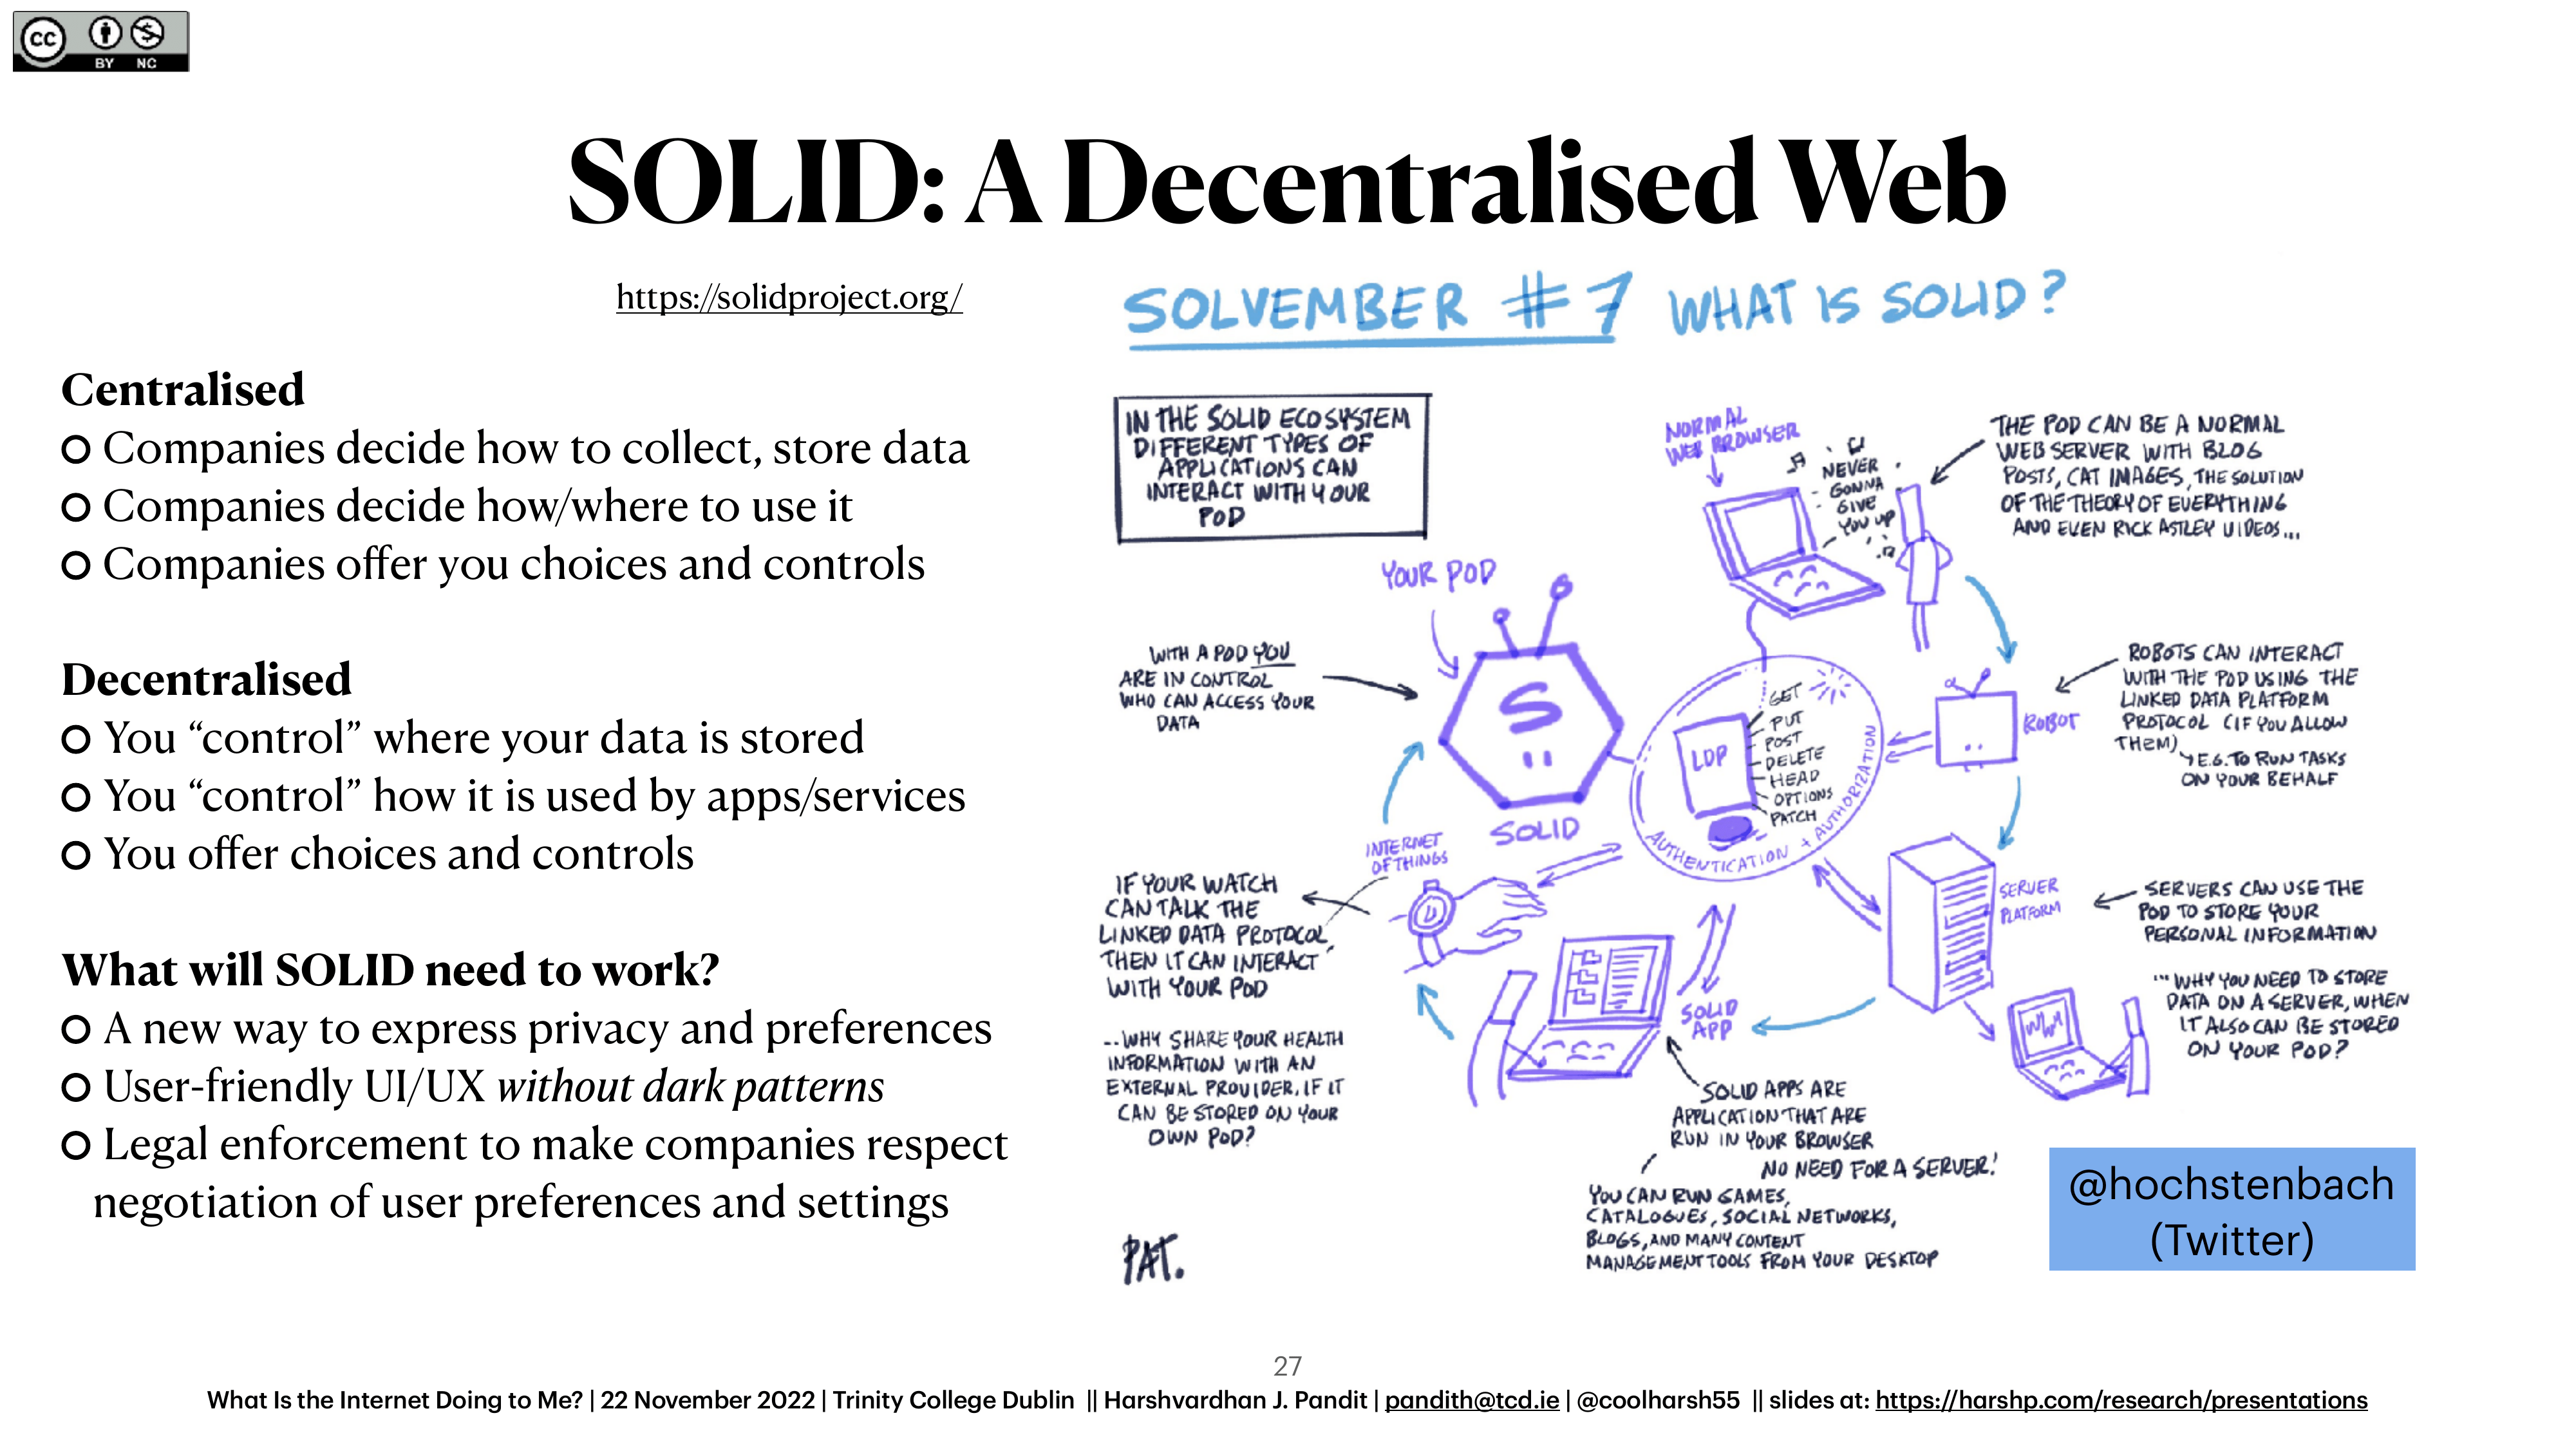 cc
BY NC
SOLID: A Decentralised Web
https://solidproject.org/
Centralised
Companies decide how to collect, store data
Companies decide how/where to use it
Companies offer you choices and controls
Decentralised
You “control” where your data is stored
You “control” how it is used by apps/services
You offer choices and controls
What will SOLID need to work?
A new way to express privacy and preferences
User-friendly UI/UX without dark patterns
Legal enforcement to make companies respect
negotiation of user preferences and settings
SOLVEMBER #7 WHAT IS SOLID?
IN THE SOLID ECOSYSTEM
DIFFERENT TYPES OF
APPLICATIONS CAN
INTERACT WITH YOUR
POD
NORMAL
WEB BROWSER
NEVER
GONNA
GIVE
YOU UP
THE POD CAN BE A NORMAL
WEB SERVER WITH BLOG
POSTS, CAT IMAGES, THE SOLUTION
OF THE THEORY OF EVERYTHING
AND EVEN RICK ASTLEY VIDEOS...
YOUR POD
WITH A POD YOU
ARE IN CONTROL
WHO CAN ACCESS YOUR
DATA
S
SOLID
LDP
GET
PUT
POST
DELETE
HEAD
OPTIONS
PATCH
AUTHENTICATION + AUTHORIZATION
ROBOT
ROBOTS CAN INTERACT
WITH THE POD USING THE
LINKED DATA PLATFORM
PROTOCOL (IF YOU ALLOW
THEM)
E.G. TO RUN TASKS
ON YOUR BEHALF
INTERNET
OF THINGS
IF YOUR WATCH
CAN TALK THE
LINKED DATA PROTOCOL,
THEN IT CAN INTERACT
WITH YOUR POD
...WHY SHARE YOUR HEALTH
INFORMATION WITH AN
EXTERNAL PROVIDER, IF IT
CAN BE STORED ON YOUR
OWN POD?
SERVER
PLATFORM
SERVERS CAN USE THE
POD TO STORE YOUR
PERSONAL INFORMATION
...WHY YOU NEED TO STORE
DATA ON A SERVER, WHEN
IT ALSO CAN BE STORED
ON YOUR POD?
WWW
SOLID
APP
SOLID APPS ARE
APPLICATION THAT ARE
RUN IN YOUR BROWSER
NO NEED FOR A SERVER!
YOU CAN RUN GAMES,
CATALOGUES, SOCIAL NETWORKS,
BLOGS, AND MANY CONTENT
MANAGEMENT TOOLS FROM YOUR DESKTOP
PAT.
@hochstenbach
(Twitter)
27
What Is the Internet Doing to Me? | 22 November 2022 | Trinity College Dublin || Harshvardhan J. Pandit | pandith@tcd.ie | @coolharsh55 || slides at: https://harshp.com/research/presentations